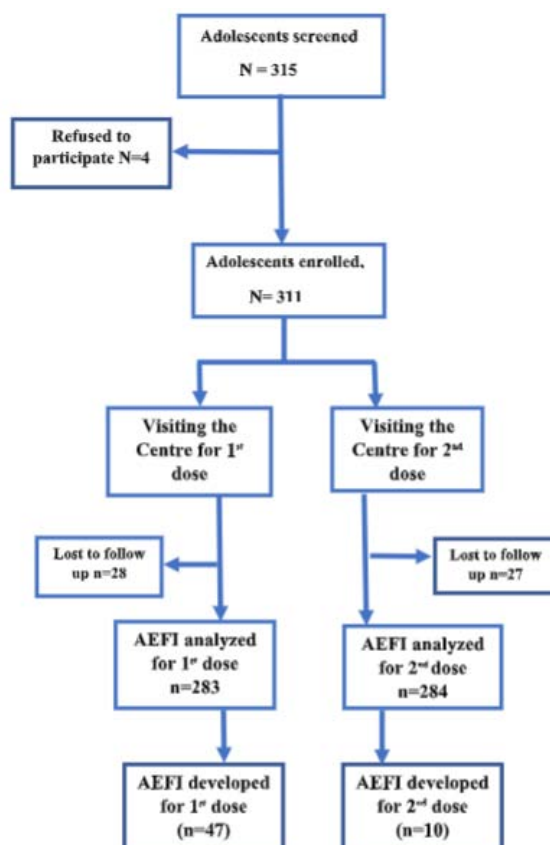 Adolescents screened
N = 315
Refused to
participate N=4
Adolescents enrolled,
N= 311
Visiting the
Centre for 1st
dose
Visiting the
Centre for 2nd
dose
Lost to follow
up n=28
Lost to follow
up n=27
AEFI analyzed
for 1st dose
n=283
AEFI analyzed
for 2nd dose
n=284
AEFI developed
for 1st dose
(n=47)
AEFI developed
for 2nd dose
(n=10)